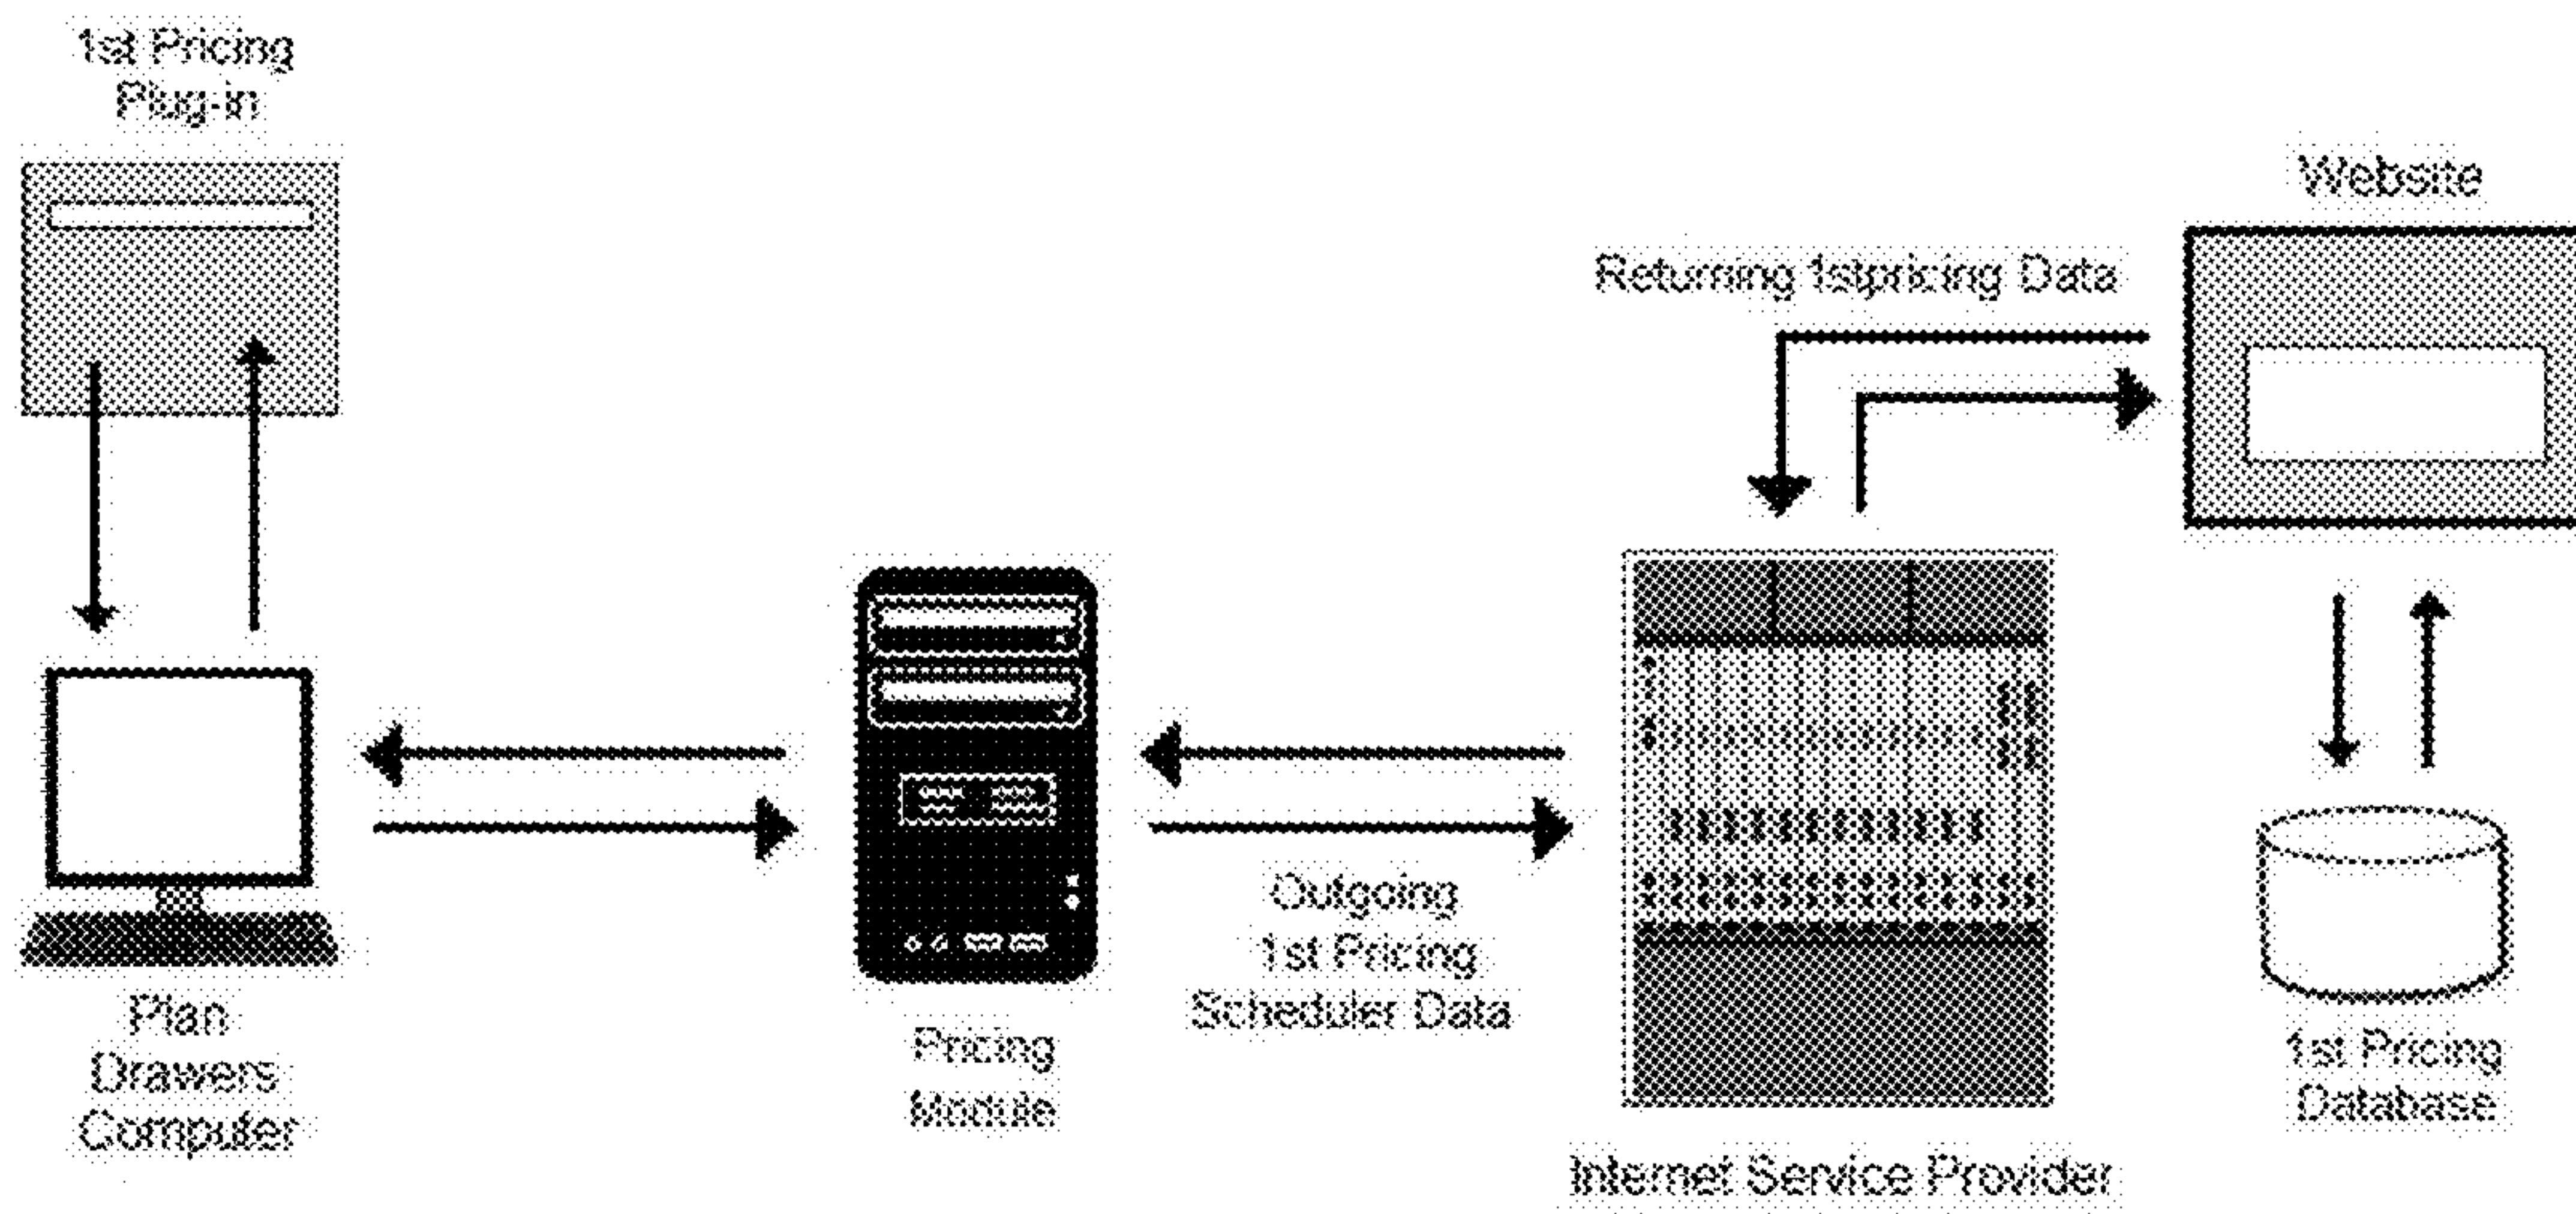 1st Pricing
Plug-in
Website
Returning 1stpricing Data
Outgoing
1st Pricing
Scheduler Data
Plan
Drawers
Computer
Pricing
Module
1st Pricing
Database
Internet Service Provider